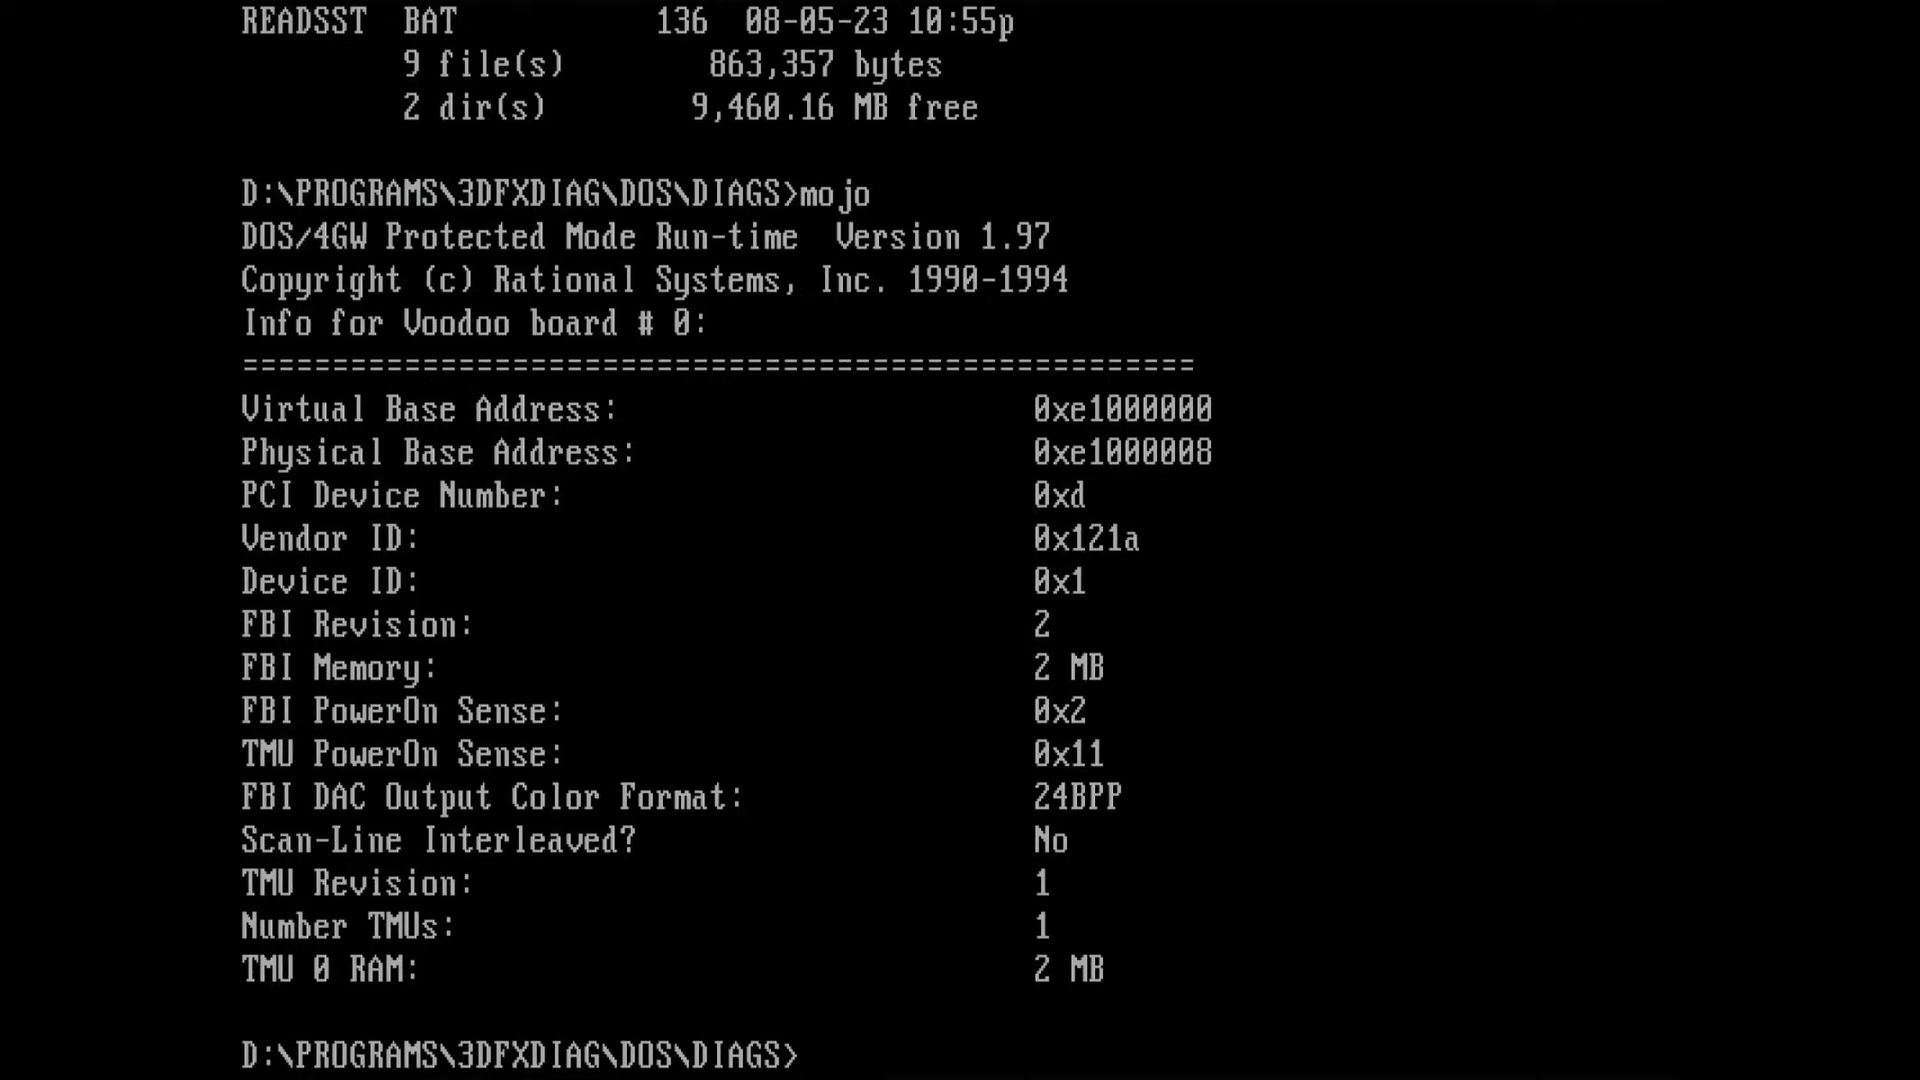 READSST  BAT           136  08-05-23 10:55p
         9 file(s)        863,357 bytes
         2 dir(s)        9,460.16 MB free
D:\PROGRAMS\3DFXDIAG\DOS\DIAGS>mojo
DOS/4GW Protected Mode Run-time  Version 1.97
Copyright (c) Rational Systems, Inc. 1990-1994
Info for Voodoo board # 0:
=====================================================
Virtual Base Address:                       0xe1000000
Physical Base Address:                      0xe1000008
PCI Device Number:                          0xd
Vendor ID:                                  0x121a
Device ID:                                  0x1
FBI Revision:                               2
FBI Memory:                                 2 MB
FBI PowerOn Sense:                          0x2
TMU PowerOn Sense:                          0x11
FBI DAC Output Color Format:                24BPP
Scan-Line Interleaved?                      No
TMU Revision:                               1
Number TMUs:                                1
TMU 0 RAM:                                  2 MB
D:\PROGRAMS\3DFXDIAG\DOS\DIAGS>